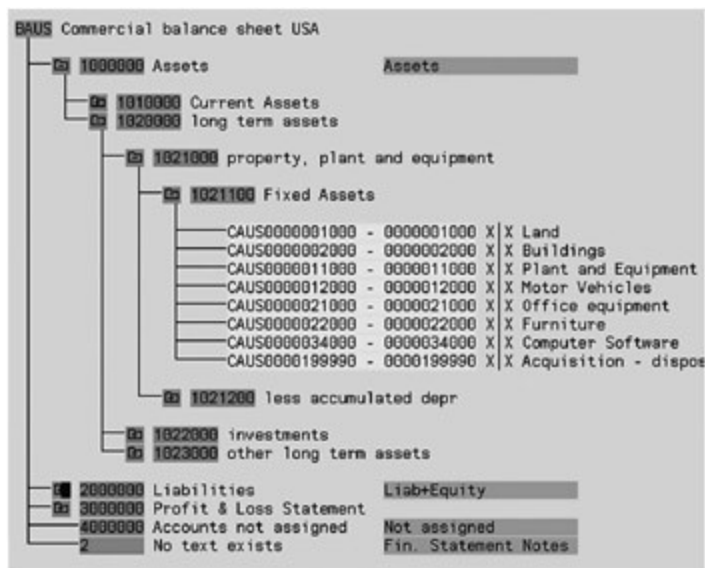 BAUS Commercial balance sheet USA
1000000 Assets Assets
1010000 Current Assets
1020000 long term assets
1021000 property, plant and equipment
1021100 Fixed Assets
CAUS0000001000 - 0000001000 X X Land
CAUS0000002000 - 0000002000 X X Buildings
CAUS0000011000 - 0000011000 X X Plant and Equipment
CAUS0000012000 - 0000012000 X X Motor Vehicles
CAUS0000021000 - 0000021000 X X Office equipment
CAUS0000022000 - 0000022000 X X Furniture
CAUS0000034000 - 0000034000 X X Computer Software
CAUS0000199990 - 0000199990 X X Acquisition - dispos
1021200 less accumulated depr
1022000 investments
1023000 other long term assets
2000000 Liabilities Liab+Equity
3000000 Profit & Loss Statement
4000000 Accounts not assigned Not assigned
2 No text exists Fin. Statement Notes